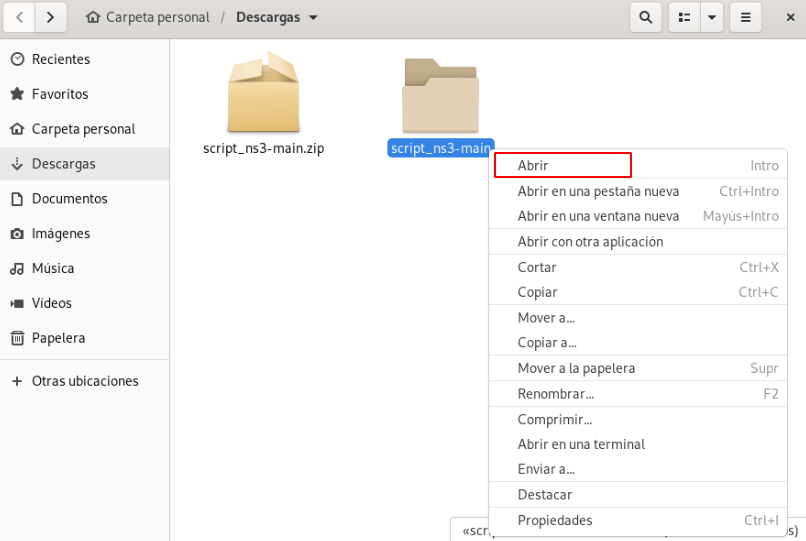 Carpeta personal / Descargas
Recientes
Favoritos
Carpeta personal
Descargas
Documentos
Imágenes
Música
Vídeos
Papelera
Otras ubicaciones
script_ns3-main.zip
script_ns3-main
Abrir Intro
Abrir en una pestaña nueva Ctrl+Intro
Abrir en una ventana nueva Mayús+Intro
Abrir con otra aplicación
Cortar Ctrl+X
Copiar Ctrl+C
Mover a...
Copiar a...
Mover a la papelera Supr
Renombrar... F2
Comprimir...
Abrir en una terminal
Enviar a...
Destacar
Propiedades Ctrl+I